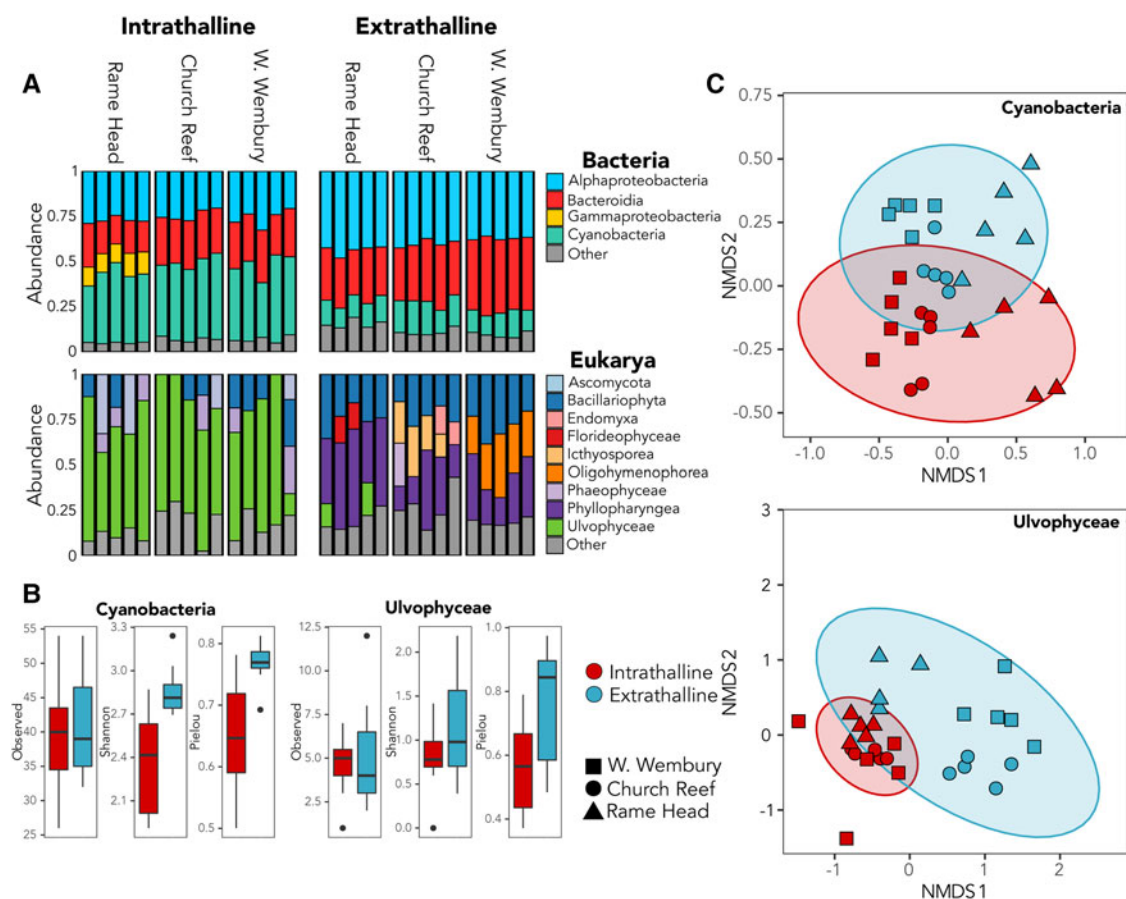 Intrathalline Extrathalline
A
Rame Head
Church Reef
W. Wembury
Rame Head
Church Reef
W. Wembury
Abundance
1
0.75
0.5
0.25
0
Bacteria
Alphaproteobacteria
Bacteroidia
Gammaproteobacteria
Cyanobacteria
Other
Abundance
1
0.75
0.5
0.25
0
Eukarya
Ascomycota
Bacillariophyta
Endomyxa
Florideophyceae
Icthyosporea
Oligohymenophorea
Phaeophyceae
Phyllopharyngea
Ulvophyceae
Other
B
Cyanobacteria
Observed
55
50
45
40
35
30
25
Shannon
3.3
3.0
2.7
2.4
2.1
Pielou
0.8
0.7
0.6
0.5
Ulvophyceae
Observed
12.5
10.0
7.5
5.0
2.5
Shannon
2.0
1.0
0.0
Pielou
1.0
0.8
0.6
0.4
Intrathalline
Extrathalline
W. Wembury
Church Reef
Rame Head
C
Cyanobacteria
NMDS2
0.75
0.50
0.25
0.00
-0.25
-0.50
-1.0 -0.5 0.0 0.5 1.0
NMDS1
Ulvophyceae
NMDS2
3
2
1
0
-1
-1 0 1 2
NMDS1